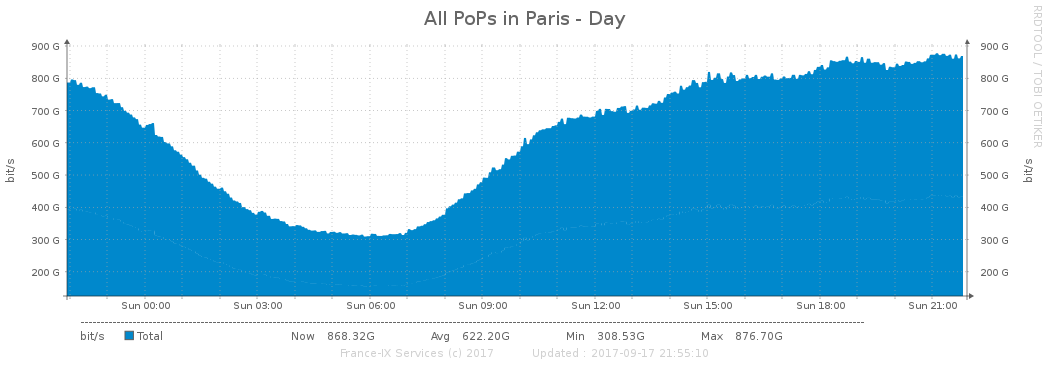 All PoPs in Paris - Day
RRDTOOL / TOBI OETIKER
900 G 900 G
800 G 800 G
700 G 700 G
600 G 600 G
500 G 500 G
400 G 400 G
300 G 300 G
200 G 200 G
bit/s bit/s
Sun 00:00 Sun 03:00 Sun 06:00 Sun 09:00 Sun 12:00 Sun 15:00 Sun 18:00 Sun 21:00
bit/s Total Now 868.32G Avg 622.20G Min 308.53G Max 876.70G
France-IX Services (c) 2017 Updated : 2017-09-17 21:55:10